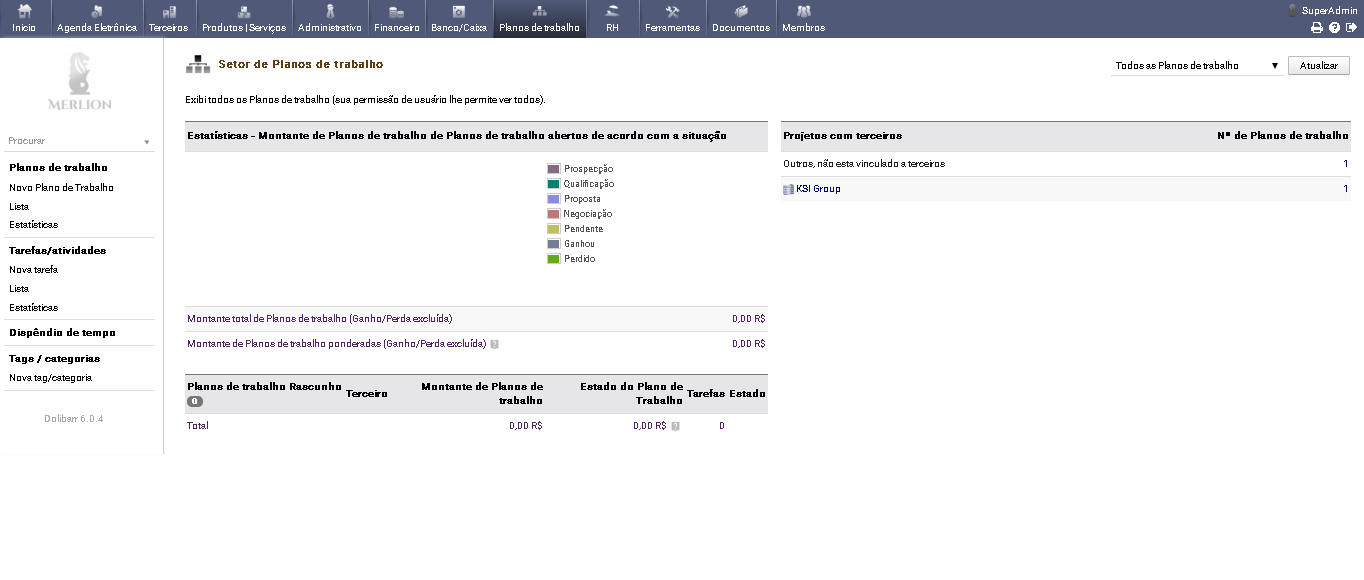 Inicio Agenda Eletrônica Terceiros Produtos|Serviços Administrativo Financeiro Banco/Caixa Planos de trabalho RH Ferramentas Documentos Membros
SuperAdmin
MERLION
Procurar
Planos de trabalho
Novo Plano de Trabalho
Lista
Estatísticas
Tarefas/atividades
Nova tarefa
Lista
Estatísticas
Dispêndio de tempo
Tags / categorias
Nova tag/categoria
Dolibarr 6.0.4
Setor de Planos de trabalho
Todos as Planos de trabalho
Atualizar
Exibi todos os Planos de trabalho (sua permissão de usuário lhe permite ver todos).
Estatísticas - Montante de Planos de trabalho de Planos de trabalho abertos de acordo com a situação
Prospecção
Qualificação
Proposta
Negociação
Pendente
Ganhou
Perdido
Montante total de Planos de trabalho (Ganho/Perda excluída) 0,00 R$
Montante de Planos de trabalho ponderadas (Ganho/Perda excluída) ? 0,00 R$
Planos de trabalho Rascunho 0 Terceiro Montante de Planos de trabalho Estado do Plano de Trabalho Tarefas Estado
Total 0,00 R$ 0,00 R$ ? 0
Projetos com terceiros Nº de Planos de trabalho
Outros, não esta vinculado a terceiros 1
KSI Group 1